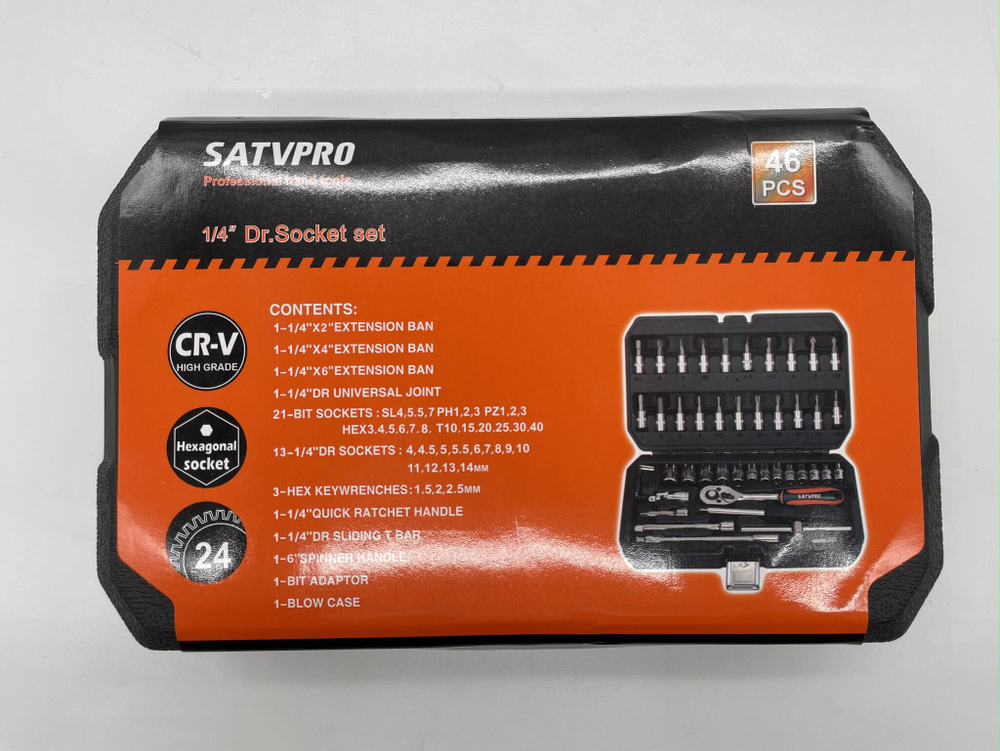 SATVPRO
Professional hand tools
46
PCS
1/4" Dr.Socket set
CONTENTS:
1-1/4"X2"EXTENSION BAN
1-1/4"X4"EXTENSION BAN
1-1/4"X6"EXTENSION BAN
1-1/4"DR UNIVERSAL JOINT
21-BIT SOCKETS : SL4,5.5,7 PH1,2,3 PZ1,2,3
HEX3.4.5,6.7.8. T10.15.20.25.30.40
13-1/4"DR SOCKETS : 4,4.5,5,5.5,6,7,8,9,10
11,12,13,14MM
3-HEX KEYWRENCHES: 1.5,2,2.5MM
1-1/4"QUICK RATCHET HANDLE
1-1/4"DR SLIDING T BAR
1-6"SPINNER HANDLE
1-BIT ADAPTOR
1-BLOW CASE
CR-V
HIGH GRADE
Hexagonal
socket
24
SATVPRO